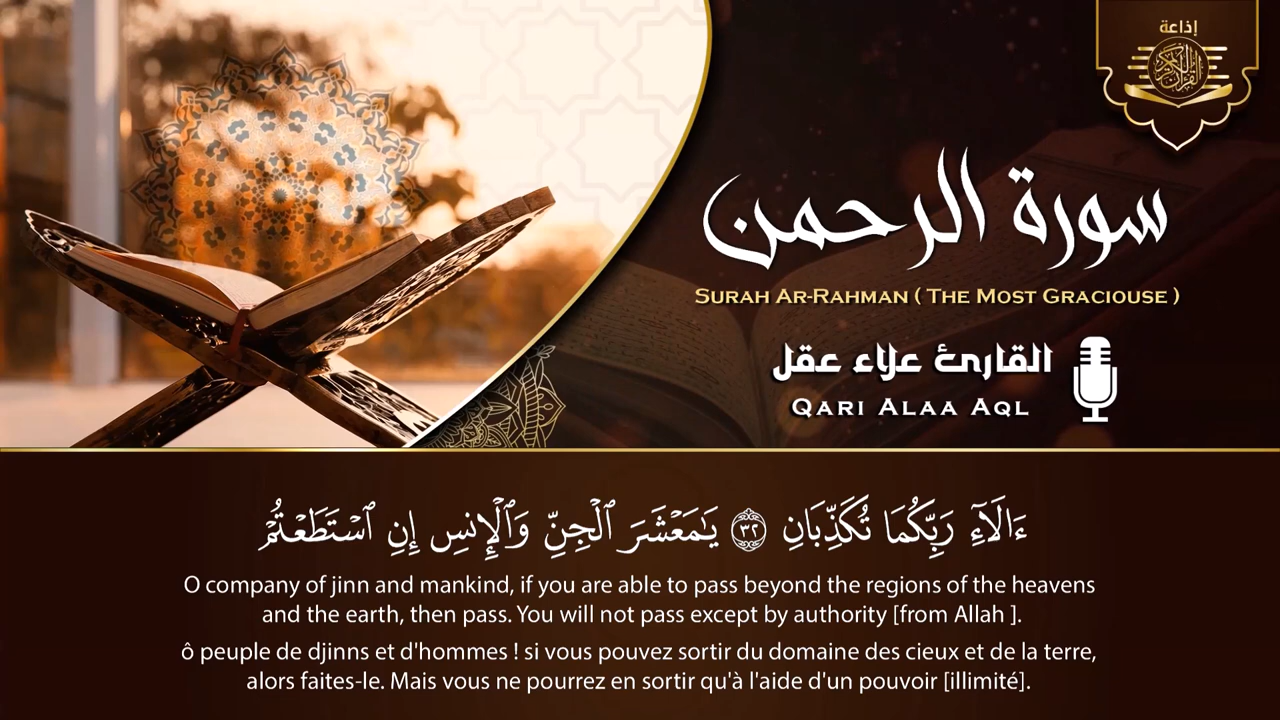 إذاعة
القرآن الكريم
سورة الرحمن
SURAH AR-RAHMAN ( THE MOST GRACIOUSE )
القارئ علاء عقل
QARI ALAA AQL
ءَالَآءِ رَبِّكُمَا تُكَذِّبَانِ ٣٢ يَٰمَعْشَرَ ٱلْجِنِّ وَٱلْإِنسِ إِنِ ٱسْتَطَعْتُمْ
O company of jinn and mankind, if you are able to pass beyond the regions of the heavens
and the earth, then pass. You will not pass except by authority [from Allah ].
ô peuple de djinns et d'hommes ! si vous pouvez sortir du domaine des cieux et de la terre,
alors faites-le. Mais vous ne pourrez en sortir qu'à l'aide d'un pouvoir [illimité].